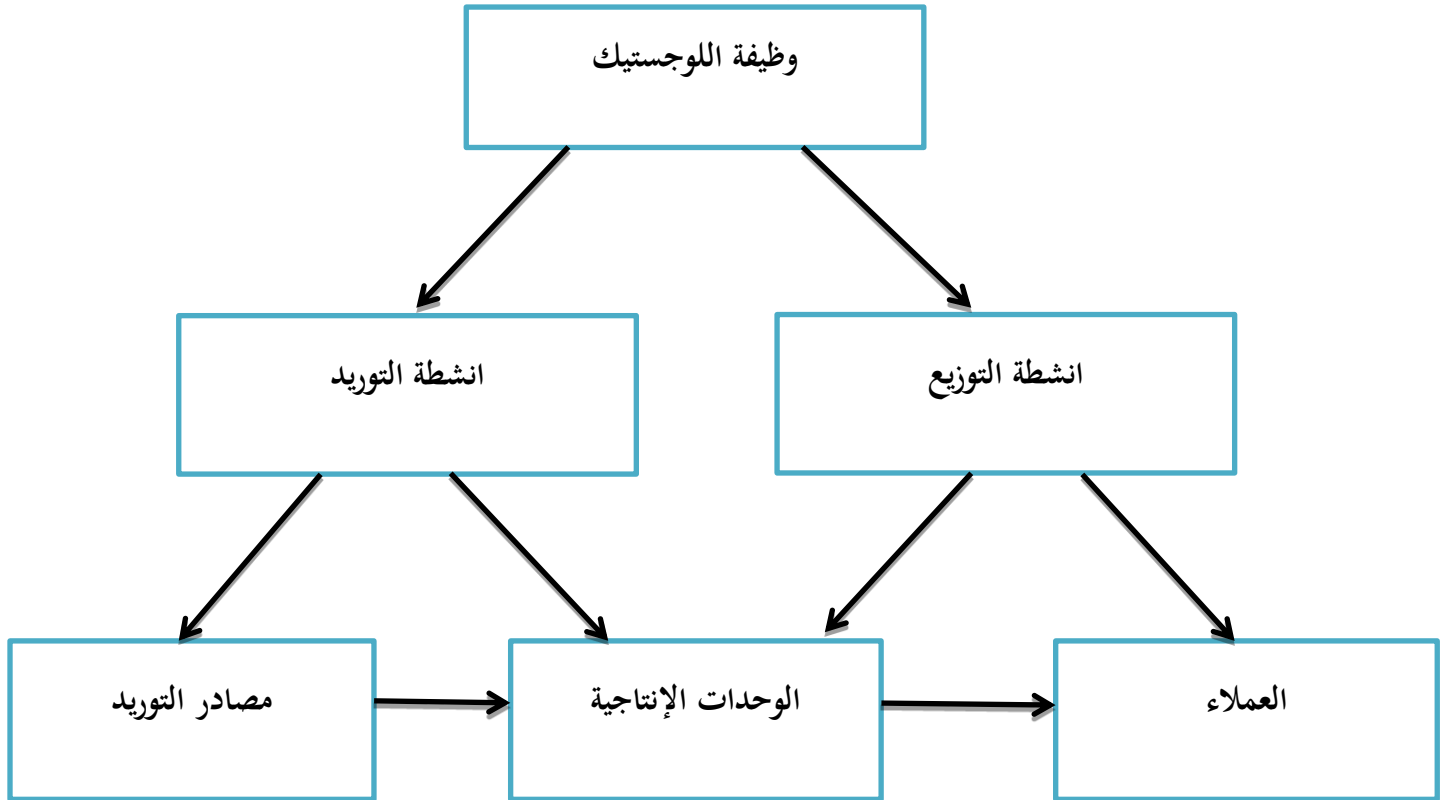 وظيفة اللوجستيك
انشطة التوزيع
انشطة التوريد
العملاء
الوحدات الإنتاجية
مصادر التوريد